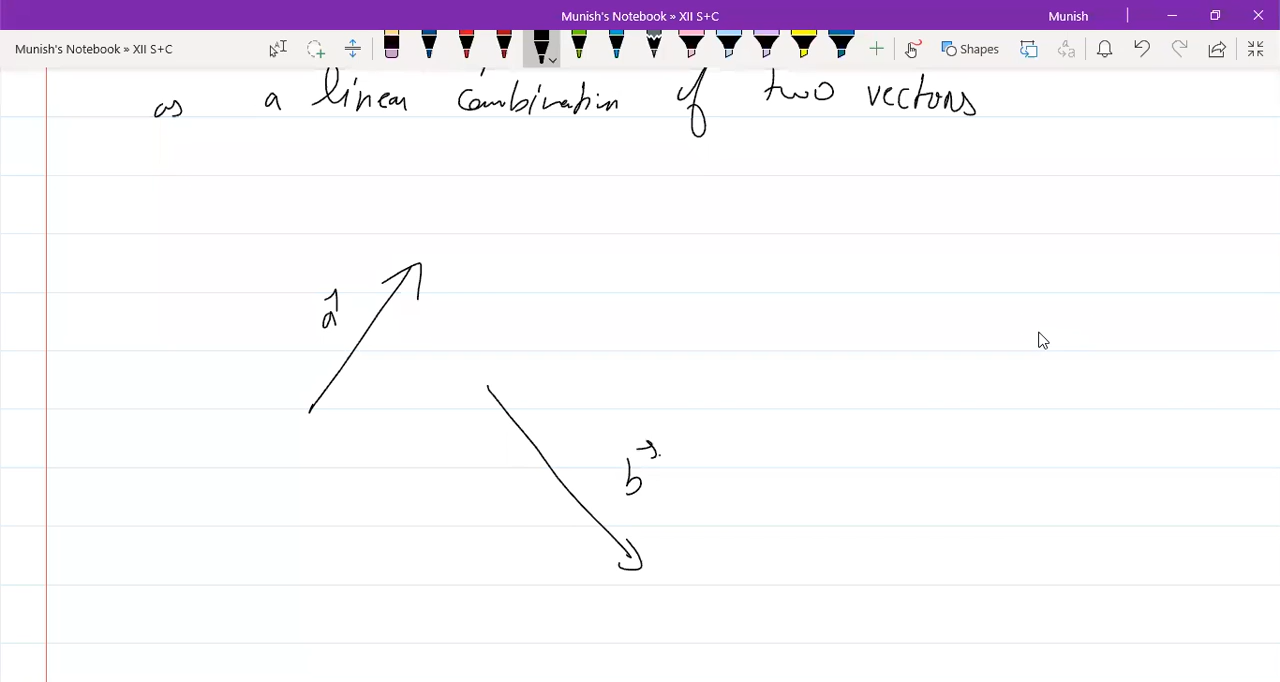 Munish's Notebook » XII S+C
Munish
Munish's Notebook » XII S+C
Shapes
as a linear combination of two vectors
a⃗
b⃗